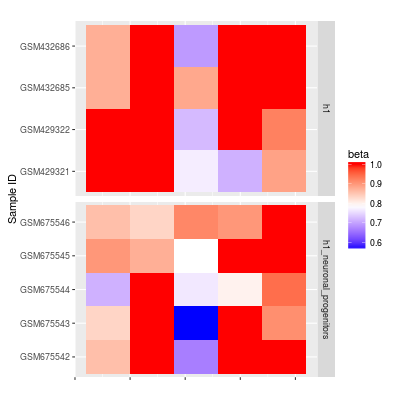 GSM432686
GSM432685
GSM429322
GSM429321
h1
GSM675546
GSM675545
GSM675544
GSM675543
GSM675542
h1_neuronal_progenitors
Sample ID
beta
1.0
0.9
0.8
0.7
0.6